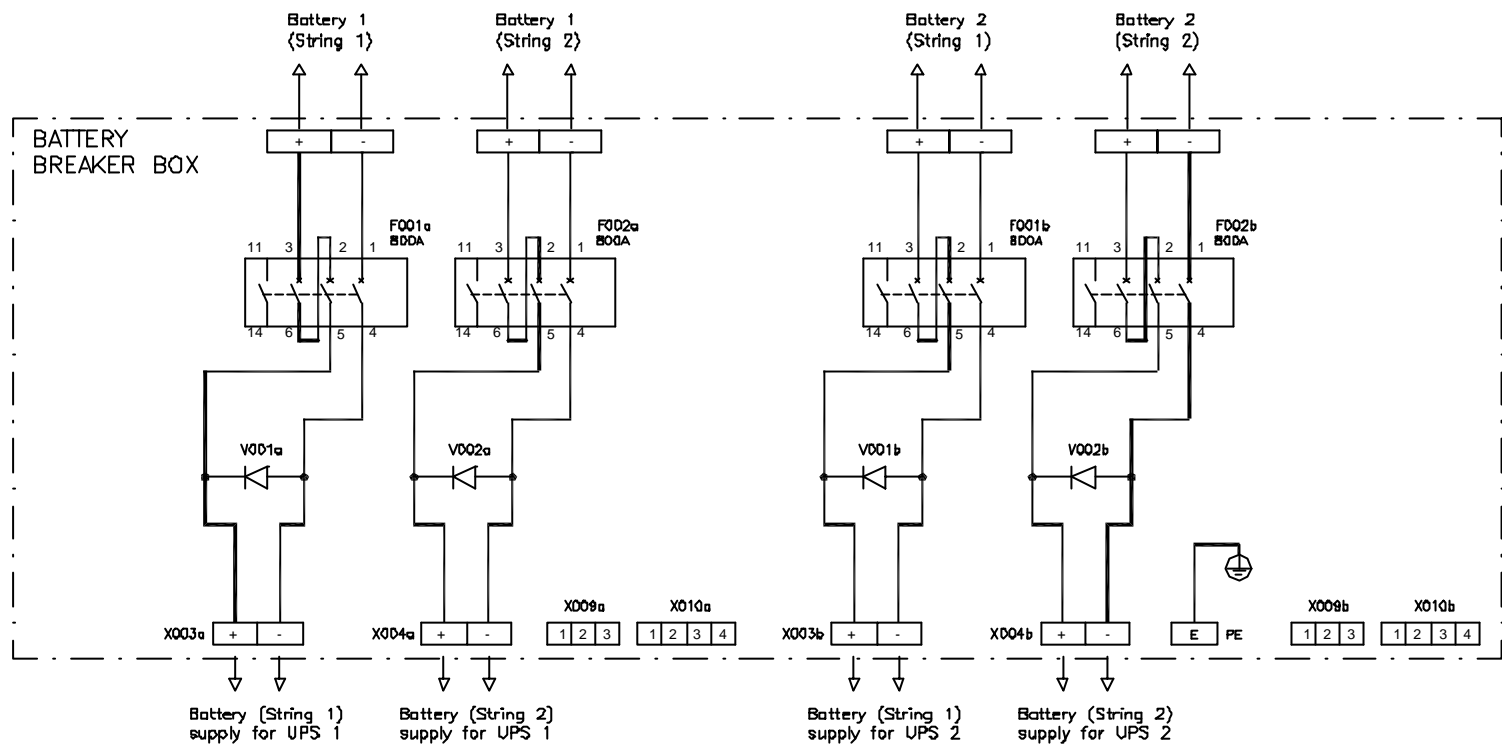 Battery 1
(String 1)
Battery 1
(String 2)
Battery 2
(String 1)
Battery 2
(String 2)
BATTERY
BREAKER BOX
+ -
+ -
+ -
+ -
F001a
800A
11 3 2 1
14 6 5 4
F002a
800A
11 3 2 1
14 6 5 4
F001b
800A
11 3 2 1
14 6 5 4
F002b
800A
11 3 2 1
14 6 5 4
V001a
V002a
V001b
V002b
X003a + -
X004a + -
X009a
1 2 3
X010a
1 2 3 4
X003b + -
X004b + -
E PE
X009b
1 2 3
X010b
1 2 3 4
Battery (String 1)
supply for UPS 1
Battery (String 2)
supply for UPS 1
Battery (String 1)
supply for UPS 2
Battery (String 2)
supply for UPS 2